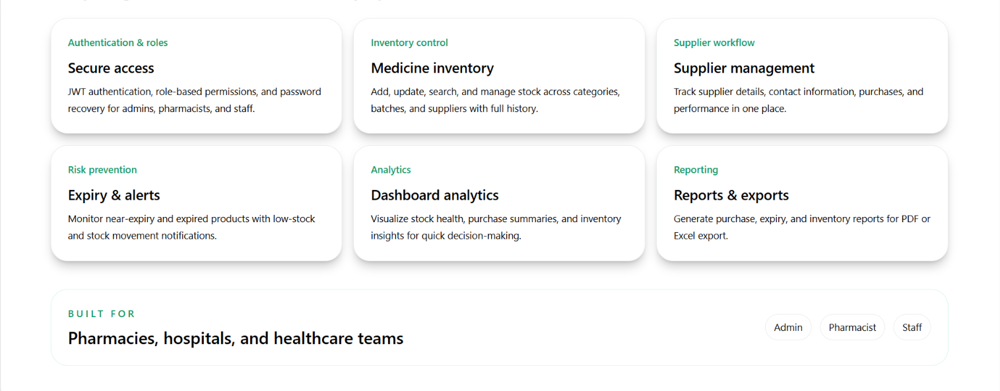 Authentication & roles
Secure access
JWT authentication, role-based permissions, and password
recovery for admins, pharmacists, and staff.
Inventory control
Medicine inventory
Add, update, search, and manage stock across categories,
batches, and suppliers with full history.
Supplier workflow
Supplier management
Track supplier details, contact information, purchases, and
performance in one place.
Risk prevention
Expiry & alerts
Monitor near-expiry and expired products with low-stock
and stock movement notifications.
Analytics
Dashboard analytics
Visualize stock health, purchase summaries, and inventory
insights for quick decision-making.
Reporting
Reports & exports
Generate purchase, expiry, and inventory reports for PDF or
Excel export.
BUILT FOR
Pharmacies, hospitals, and healthcare teams
Admin
Pharmacist
Staff